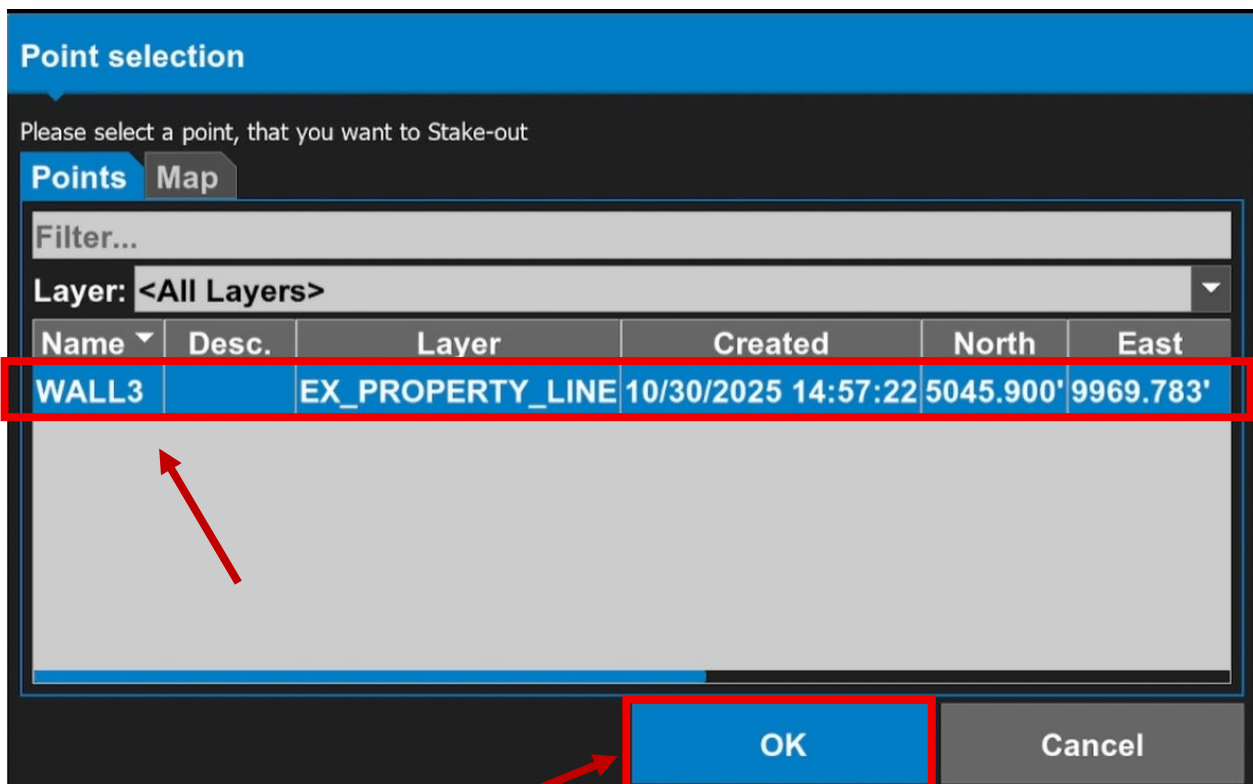 Point selection
Please select a point, that you want to Stake-out
Points Map
Filter...
Layer: <All Layers>
Name Desc. Layer Created North East
WALL3 EX_PROPERTY_LINE 10/30/2025 14:57:22 5045.900' 9969.783'
OK Cancel